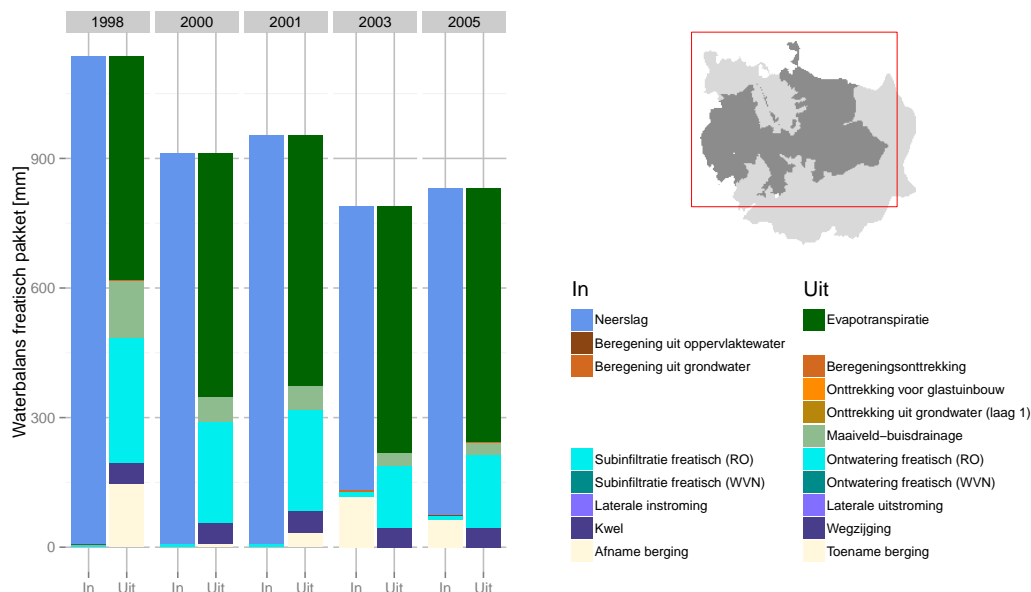 1998 2000 2001 2003 2005
Waterbalans freatisch pakket [mm]
900
600
300
0
In Uit In Uit In Uit In Uit In Uit
In
Neerslag
Beregening uit oppervlaktewater
Beregening uit grondwater
Subinfiltratie freatisch (RO)
Subinfiltratie freatisch (WVN)
Laterale instroming
Kwel
Afname berging
Uit
Evapotranspiratie
Beregeningsonttrekking
Onttrekking voor glastuinbouw
Onttrekking uit grondwater (laag 1)
Maaiveld−buisdrainage
Ontwatering freatisch (RO)
Ontwatering freatisch (WVN)
Laterale uitstroming
Wegzijging
Toename berging